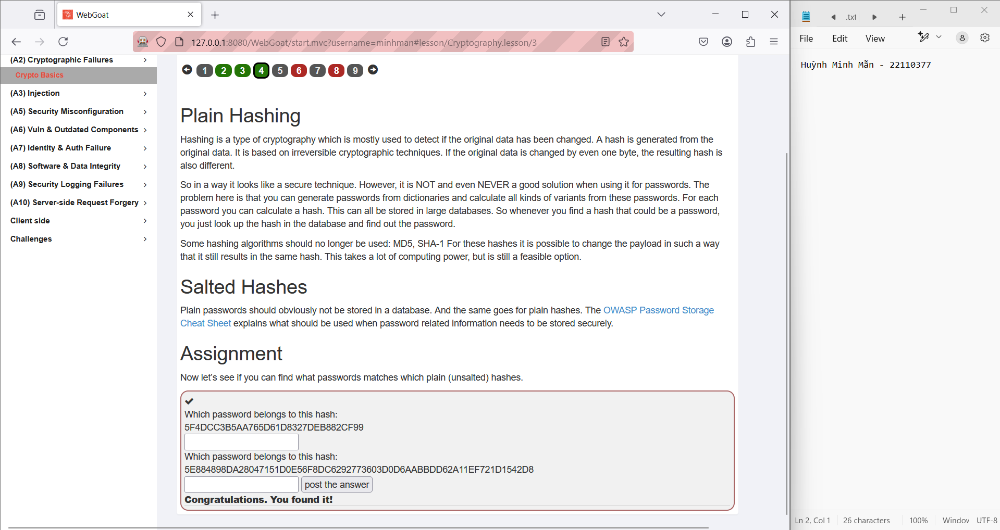 WebGoat
127.0.0.1:8080/WebGoat/start.mvc?username=minhman#lesson/Cryptography.lesson/3
(A2) Cryptographic Failures
Crypto Basics
(A3) Injection
(A5) Security Misconfiguration
(A6) Vuln & Outdated Components
(A7) Identity & Auth Failure
(A8) Software & Data Integrity
(A9) Security Logging Failures
(A10) Server-side Request Forgery
Client side
Challenges
1 2 3 4 5 6 7 8 9
Plain Hashing
Hashing is a type of cryptography which is mostly used to detect if the original data has been changed. A hash is generated from the
original data. It is based on irreversible cryptographic techniques. If the original data is changed by even one byte, the resulting hash is
also different.
So in a way it looks like a secure technique. However, it is NOT and even NEVER a good solution when using it for passwords. The
problem here is that you can generate passwords from dictionaries and calculate all kinds of variants from these passwords. For each
password you can calculate a hash. This can all be stored in large databases. So whenever you find a hash that could be a password,
you just look up the hash in the database and find out the password.
Some hashing algorithms should no longer be used: MD5, SHA-1 For these hashes it is possible to change the payload in such a way
that it still results in the same hash. This takes a lot of computing power, but is still a feasible option.
Salted Hashes
Plain passwords should obviously not be stored in a database. And the same goes for plain hashes. The OWASP Password Storage
Cheat Sheet explains what should be used when password related information needs to be stored securely.
Assignment
Now let's see if you can find what passwords matches which plain (unsalted) hashes.
Which password belongs to this hash:
5F4DCC3B5AA765D61D8327DEB882CF99
Which password belongs to this hash:
5E884898DA28047151D0E56F8DC6292773603D0D6AABBDD62A11EF721D1542D8
post the answer
Congratulations. You found it!
.txt
File Edit View
Huỳnh Minh Mẫn - 22110377
Ln 2, Col 1 26 characters 100% Window UTF-8